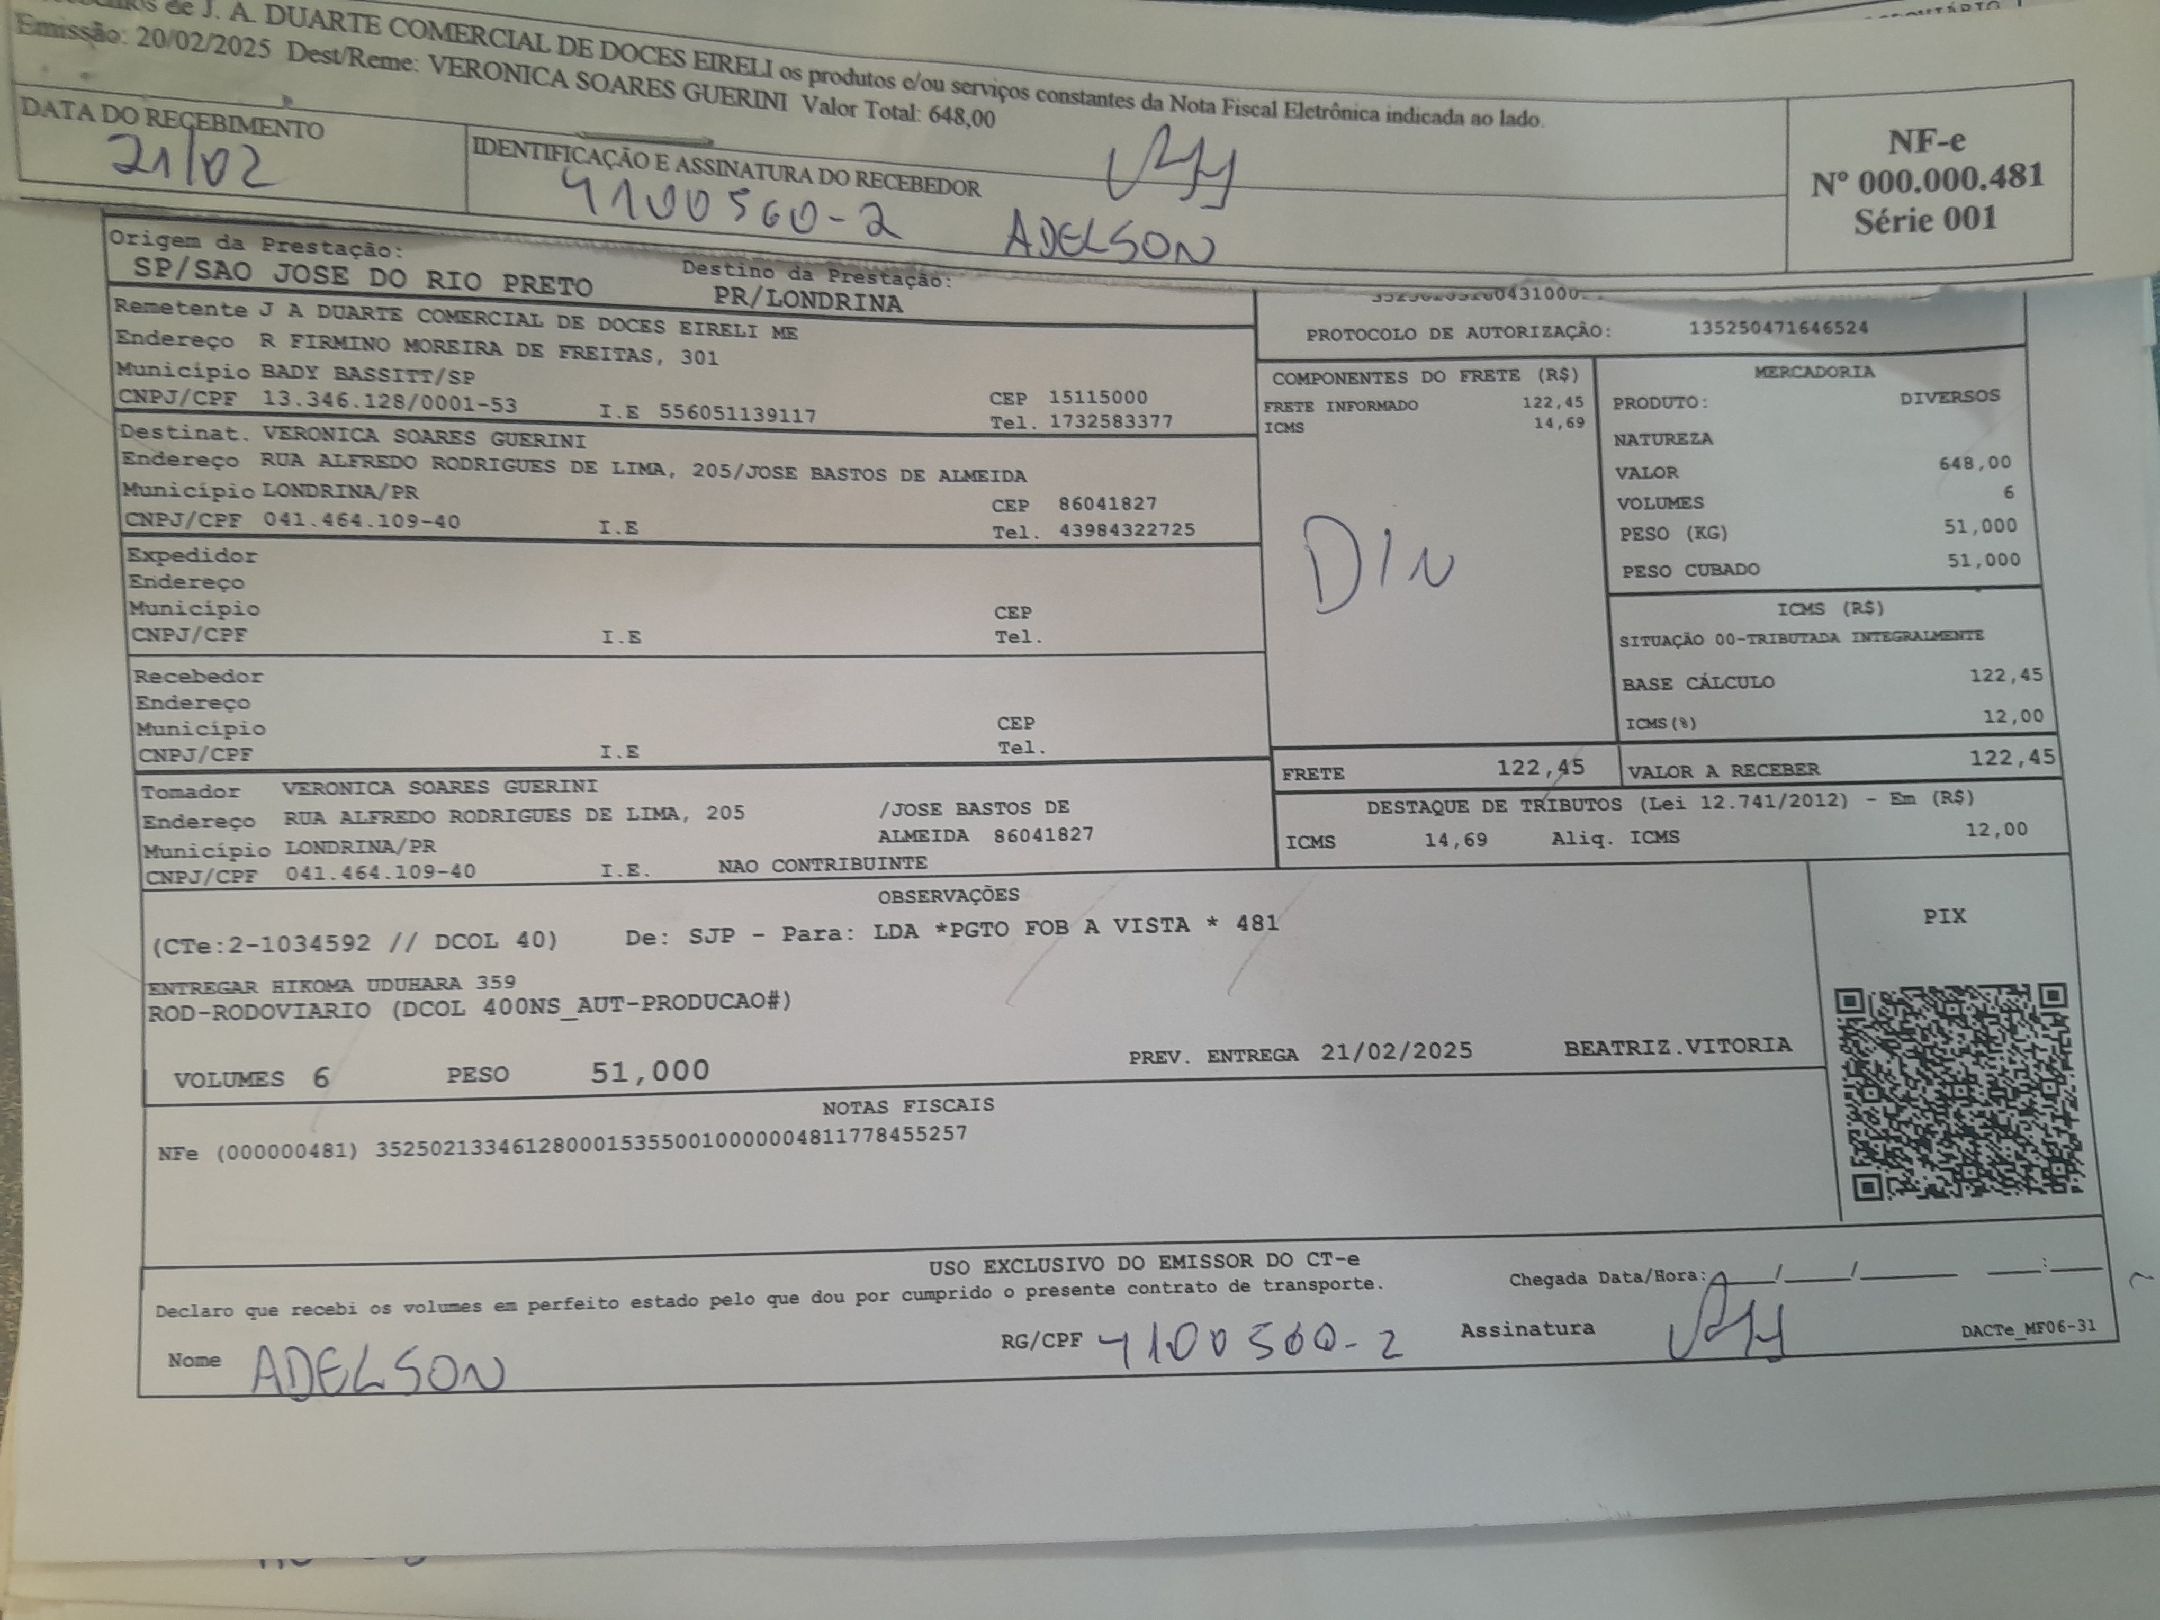 de J. A. DUARTE COMERCIAL DE DOCES EIRELI os produtos e/ou serviços constantes da Nota Fiscal Eletrônica indicada ao lado.
Emissão: 20/02/2025 Dest/Reme: VERONICA SOARES GUERINI Valor Total: 648,00
DATA DO RECEBIMENTO
21/02
IDENTIFICAÇÃO E ASSINATURA DO RECEBEDOR
4100560-2
ADELSON
NF-e
Nº 000.000.481
Série 001
Origem da Prestação:
SP/SAO JOSE DO RIO PRETO
Destino da Prestação:
PR/LONDRINA
PROTOCOLO DE AUTORIZAÇÃO: 135250471646524
Remetente J A DUARTE COMERCIAL DE DOCES EIRELI ME
Endereço R FIRMINO MOREIRA DE FREITAS, 301
Município BADY BASSITT/SP
CEP 15115000
CNPJ/CPF 13.346.128/0001-53 I.E 556051139117
Tel. 1732583377
Destinat. VERONICA SOARES GUERINI
Endereço RUA ALFREDO RODRIGUES DE LIMA, 205/JOSE BASTOS DE ALMEIDA
Município LONDRINA/PR
CEP 86041827
CNPJ/CPF 041.464.109-40 I.E
Tel. 43984322725
Expedidor
Endereço
Município CEP
CNPJ/CPF I.E Tel.
Recebedor
Endereço
Município CEP
CNPJ/CPF I.E Tel.
Tomador VERONICA SOARES GUERINI
Endereço RUA ALFREDO RODRIGUES DE LIMA, 205 /JOSE BASTOS DE
ALMEIDA 86041827
Município LONDRINA/PR
CNPJ/CPF 041.464.109-40 I.E. NAO CONTRIBUINTE
COMPONENTES DO FRETE (R$)
FRETE INFORMADO 122,45
ICMS 14,69
DIN
MERCADORIA
PRODUTO: DIVERSOS
NATUREZA
VALOR 648,00
VOLUMES 6
PESO (KG) 51,000
PESO CUBADO 51,000
ICMS (R$)
SITUAÇÃO 00-TRIBUTADA INTEGRALMENTE
BASE CÁLCULO 122,45
ICMS(%) 12,00
FRETE 122,45
VALOR A RECEBER 122,45
DESTAQUE DE TRIBUTOS (Lei 12.741/2012) - Em (R$)
ICMS 14,69 Aliq. ICMS 12,00
OBSERVAÇÕES
(CTe:2-1034592 // DCOL 40) De: SJP - Para: LDA *PGTO FOB A VISTA * 481
ENTREGAR HIKOMA UDUHARA 359
ROD-RODOVIARIO (DCOL 400NS_AUT-PRODUCAO#)
PREV. ENTREGA 21/02/2025 BEATRIZ.VITORIA
VOLUMES 6 PESO 51,000
PIX
NOTAS FISCAIS
NFe (000000481) 35250213346128000153550010000004811778455257
USO EXCLUSIVO DO EMISSOR DO CT-e
Declaro que recebi os volumes em perfeito estado pelo que dou por cumprido o presente contrato de transporte.
Chegada Data/Hora: ____/____/______ ___:___
Nome ADELSON
RG/CPF 4100560-2
Assinatura
DACTe_MF06-31